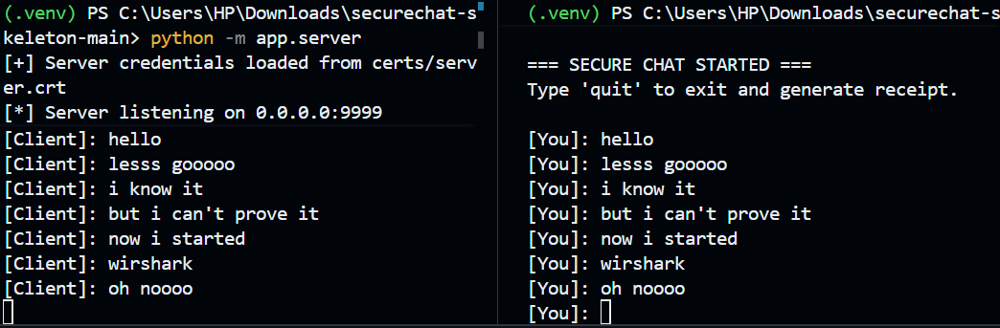 (.venv) PS C:\Users\HP\Downloads\securechat-s
keleton-main> python -m app.server
[+] Server credentials loaded from certs/serv
er.crt
[*] Server listening on 0.0.0.0:9999
[Client]: hello
[Client]: lesss gooooo
[Client]: i know it
[Client]: but i can't prove it
[Client]: now i started
[Client]: wirshark
[Client]: oh noooo
(.venv) PS C:\Users\HP\Downloads\securechat-s
=== SECURE CHAT STARTED ===
Type 'quit' to exit and generate receipt.
[You]: hello
[You]: lesss gooooo
[You]: i know it
[You]: but i can't prove it
[You]: now i started
[You]: wirshark
[You]: oh noooo
[You]: